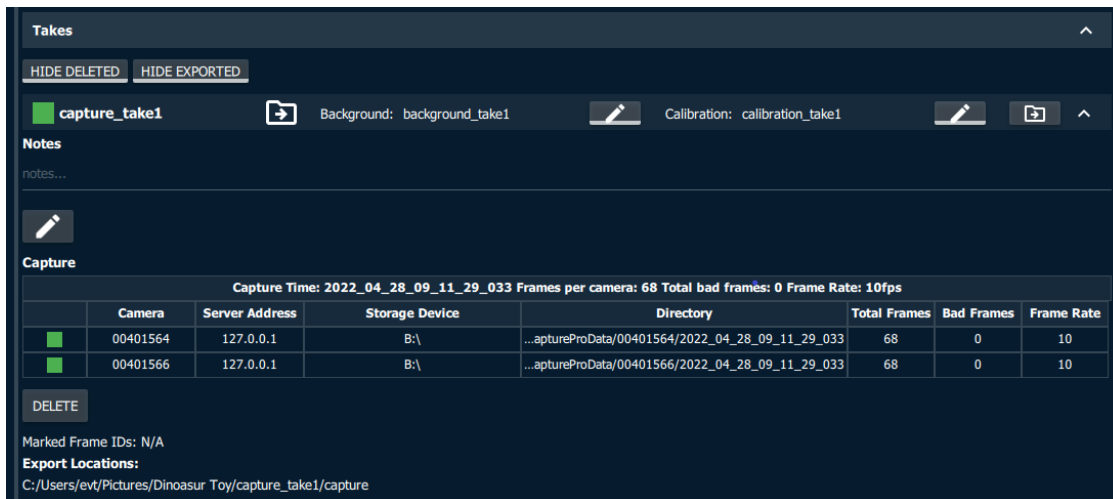 Takes
HIDE DELETED HIDE EXPORTED
capture_take1 Background: background_take1 Calibration: calibration_take1
Notes
notes...
Capture
Capture Time: 2022_04_28_09_11_29_033 Frames per camera: 68 Total bad frames: 0 Frame Rate: 10fps
Camera Server Address Storage Device Directory Total Frames Bad Frames Frame Rate
00401564 127.0.0.1 B:\ ...aptureProData/00401564/2022_04_28_09_11_29_033 68 0 10
00401566 127.0.0.1 B:\ ...aptureProData/00401566/2022_04_28_09_11_29_033 68 0 10
DELETE
Marked Frame IDs: N/A
Export Locations:
C:/Users/evt/Pictures/Dinoasur Toy/capture_take1/capture